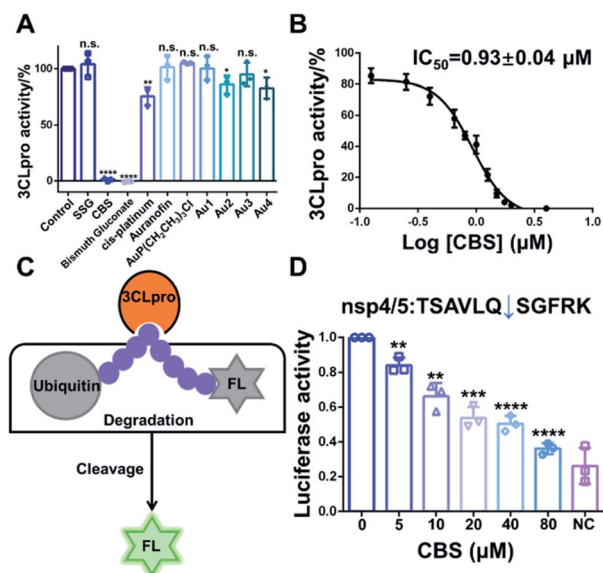 A
n.s.
n.s.
n.s.
n.s.
n.s.
**
*
*
****
****
3CLpro activity/%
100
50
0
Control
SSG
CBS
Bismuth Gluconate
cis-platinum
Auranofin
AuP(CH₂CH₃)₃Cl
Au1
Au2
Au3
Au4
B
IC₅₀=0.93±0.04 μM
3CLpro activity/%
100
80
60
40
20
0
-1.0
-0.5
0.0
0.5
1.0
Log [CBS] (μM)
C
3CLpro
Ubiquitin
FL
Degradation
Cleavage
FL
D
nsp4/5:TSAVLQ↓SGFRK
Luciferase activity
1.0
0.8
0.6
0.4
0.2
0.0
**
**
***
****
****
0
5
10
20
40
80
NC
CBS (μM)